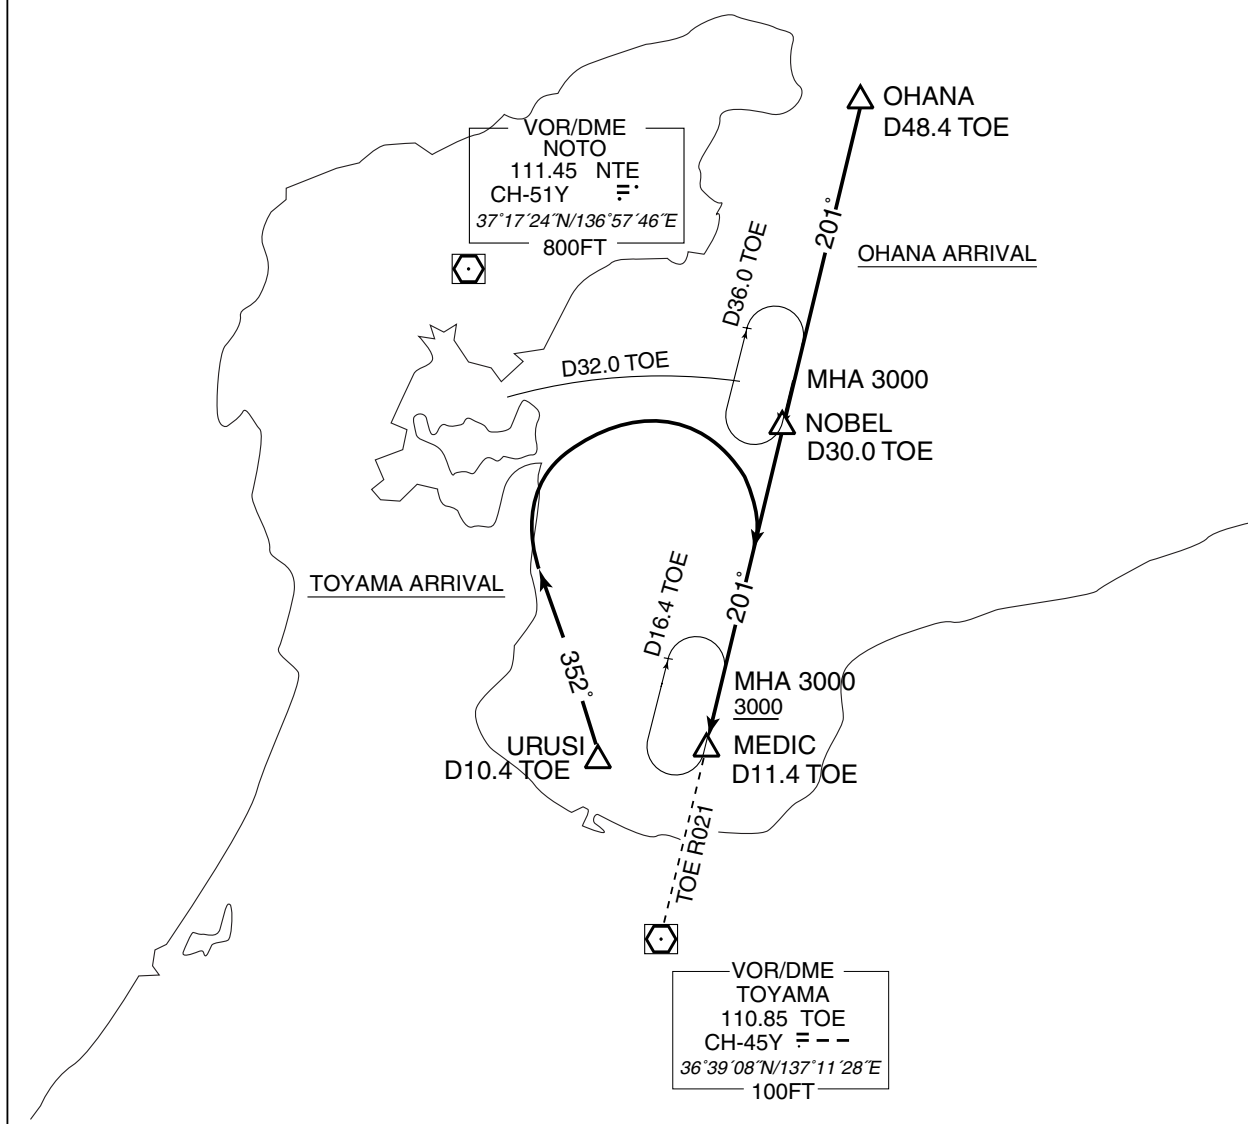 OHANA
D48.4 TOE
VOR/DME
NOTO
111.45 NTE
CH-51Y
37°17´24˝N/136°57´46˝E
800FT
201°
OHANA ARRIVAL
D36.0 TOE
D32.0 TOE
MHA 3000
NOBEL
D30.0 TOE
TOYAMA ARRIVAL
D16.4 TOE
201°
352°
MHA 3000
3000
URUSI
D10.4 TOE
MEDIC
D11.4 TOE
TOE R021
VOR/DME
TOYAMA
110.85 TOE
CH-45Y
36°39´08˝N/137°11´28˝E
100FT